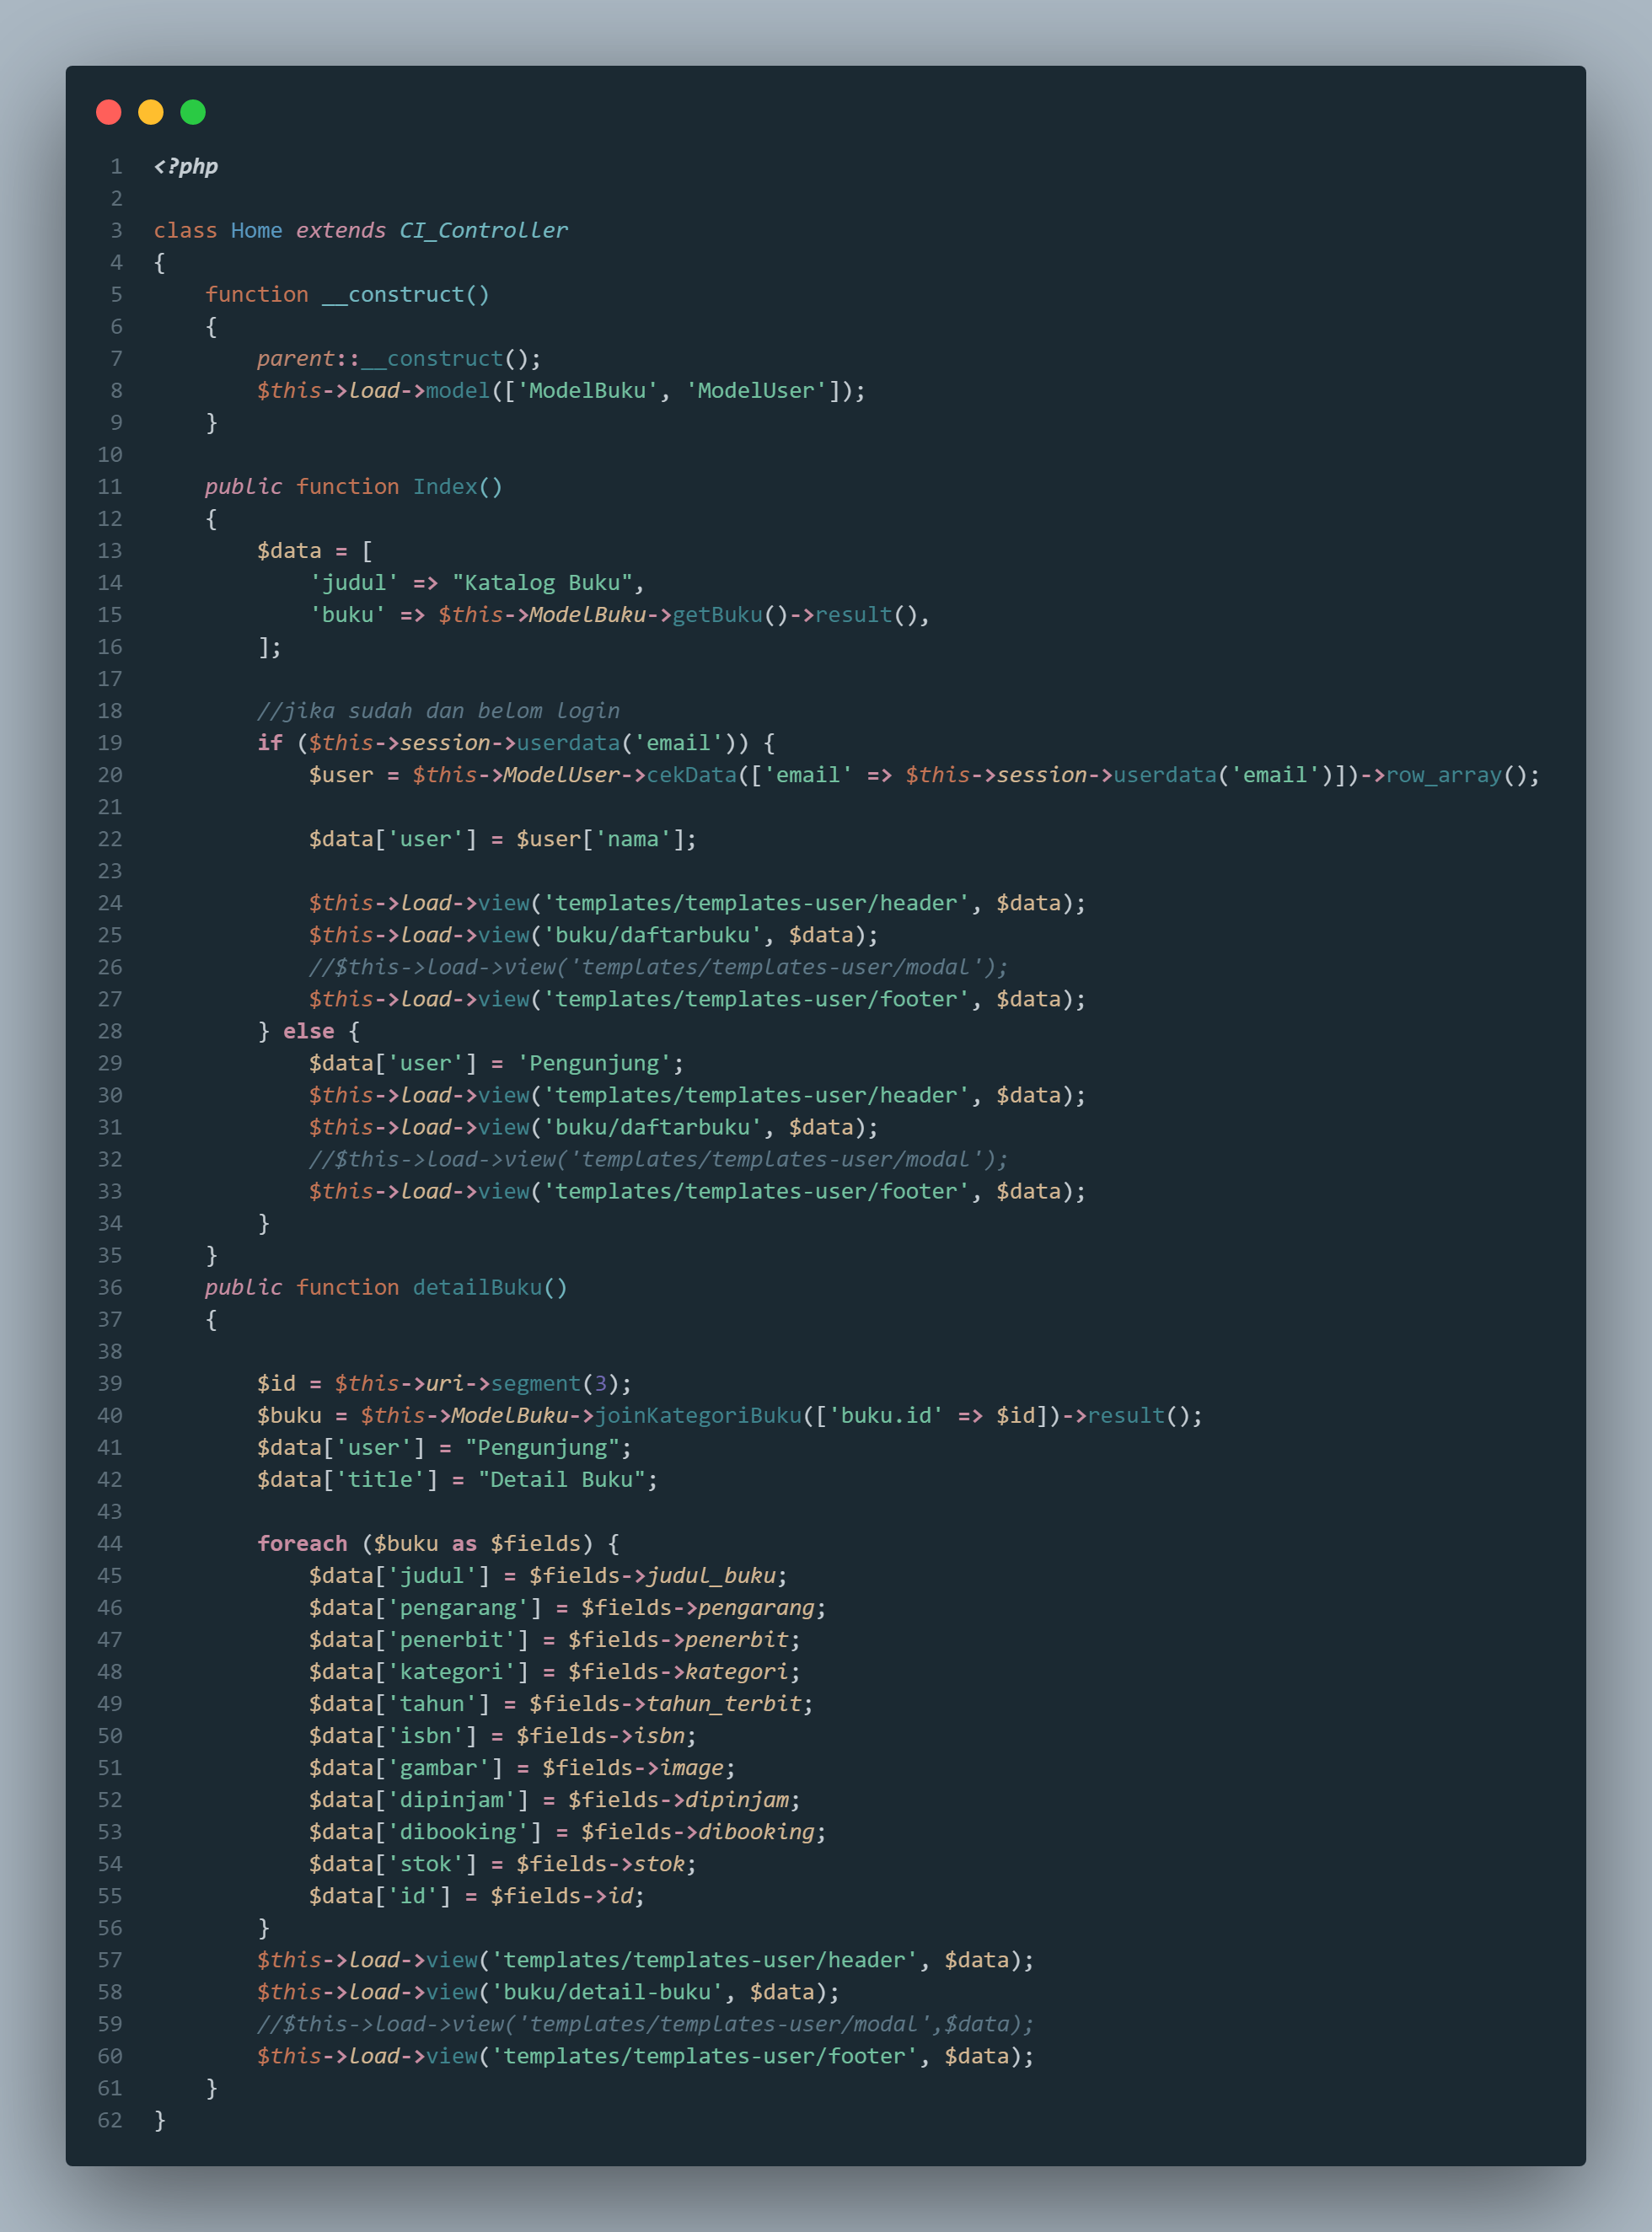 1 <?php
2
3 class Home extends CI_Controller
4 {
5     function __construct()
6     {
7         parent::__construct();
8         $this->load->model(['ModelBuku', 'ModelUser']);
9     }
10
11     public function Index()
12     {
13         $data = [
14             'judul' => "Katalog Buku",
15             'buku' => $this->ModelBuku->getBuku()->result(),
16         ];
17
18         //jika sudah dan belom login
19         if ($this->session->userdata('email')) {
20             $user = $this->ModelUser->cekData(['email' => $this->session->userdata('email')])->row_array();
21
22             $data['user'] = $user['nama'];
23
24             $this->load->view('templates/templates-user/header', $data);
25             $this->load->view('buku/daftarbuku', $data);
26             //$this->load->view('templates/templates-user/modal');
27             $this->load->view('templates/templates-user/footer', $data);
28         } else {
29             $data['user'] = 'Pengunjung';
30             $this->load->view('templates/templates-user/header', $data);
31             $this->load->view('buku/daftarbuku', $data);
32             //$this->load->view('templates/templates-user/modal');
33             $this->load->view('templates/templates-user/footer', $data);
34         }
35     }
36     public function detailBuku()
37     {
38
39         $id = $this->uri->segment(3);
40         $buku = $this->ModelBuku->joinKategoriBuku(['buku.id' => $id])->result();
41         $data['user'] = "Pengunjung";
42         $data['title'] = "Detail Buku";
43
44         foreach ($buku as $fields) {
45             $data['judul'] = $fields->judul_buku;
46             $data['pengarang'] = $fields->pengarang;
47             $data['penerbit'] = $fields->penerbit;
48             $data['kategori'] = $fields->kategori;
49             $data['tahun'] = $fields->tahun_terbit;
50             $data['isbn'] = $fields->isbn;
51             $data['gambar'] = $fields->image;
52             $data['dipinjam'] = $fields->dipinjam;
53             $data['dibooking'] = $fields->dibooking;
54             $data['stok'] = $fields->stok;
55             $data['id'] = $fields->id;
56         }
57         $this->load->view('templates/templates-user/header', $data);
58         $this->load->view('buku/detail-buku', $data);
59         //$this->load->view('templates/templates-user/modal',$data);
60         $this->load->view('templates/templates-user/footer', $data);
61     }
62 }